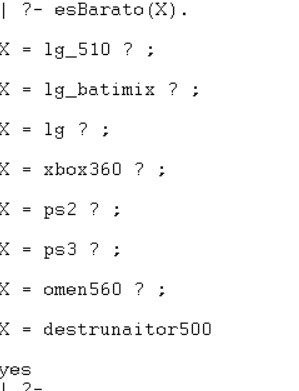 | ?- esBarato(X).
X = lg_510 ? ;
X = lg_batimix ? ;
X = lg ? ;
X = xbox360 ? ;
X = ps2 ? ;
X = ps3 ? ;
X = omen560 ? ;
X = destrunaitor500
yes
| ?-